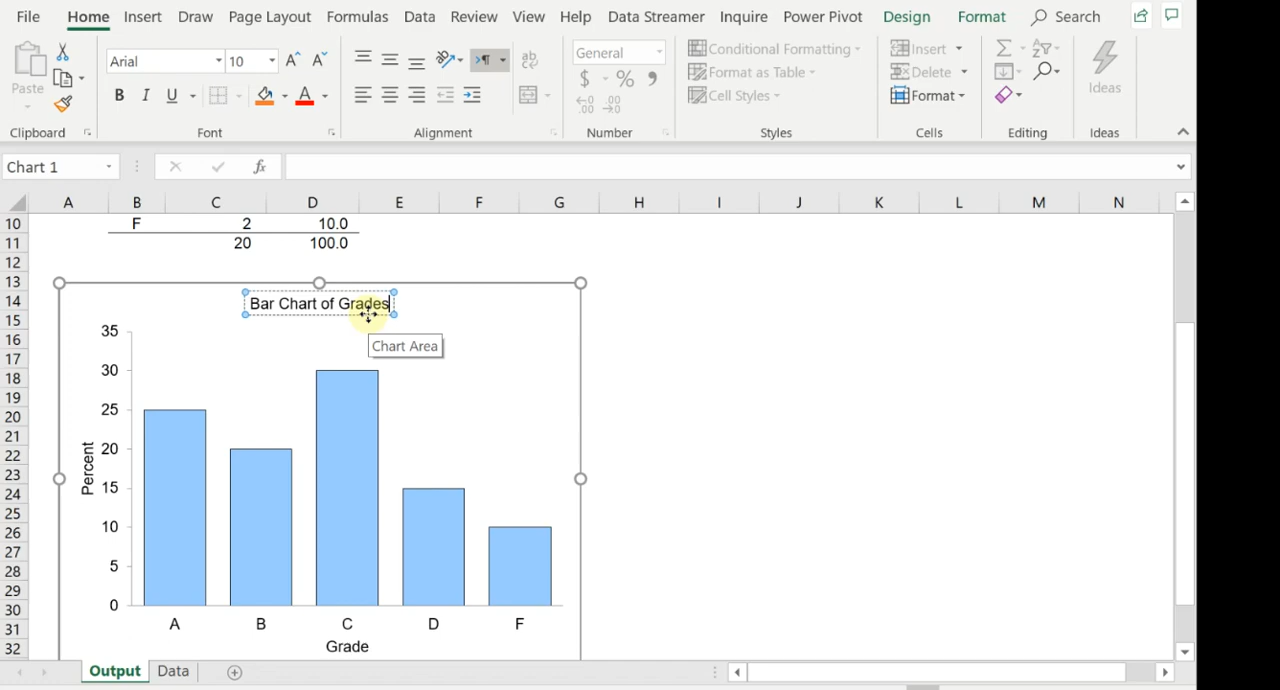 File Home Insert Draw Page Layout Formulas Data Review View Help Data Streamer Inquire Power Pivot Design Format Search
Paste
Arial 10
B I U A
ab
General
$ % ,
Conditional Formatting
Format as Table
Cell Styles
Insert
Delete
Format
Ideas
Clipboard Font Alignment Number Styles Cells Editing Ideas
Chart 1 fx
A B C D E F G H I J K L M N
10 F 2 10.0
11 20 100.0
12
13
14 Bar Chart of Grades
15 35
16 Chart Area
17 30
18
19 25
20
21
22 20
23 Percent
24 15
25
26 10
27
28 5
29
30 0
31 A B C D F
32 Grade
Output Data